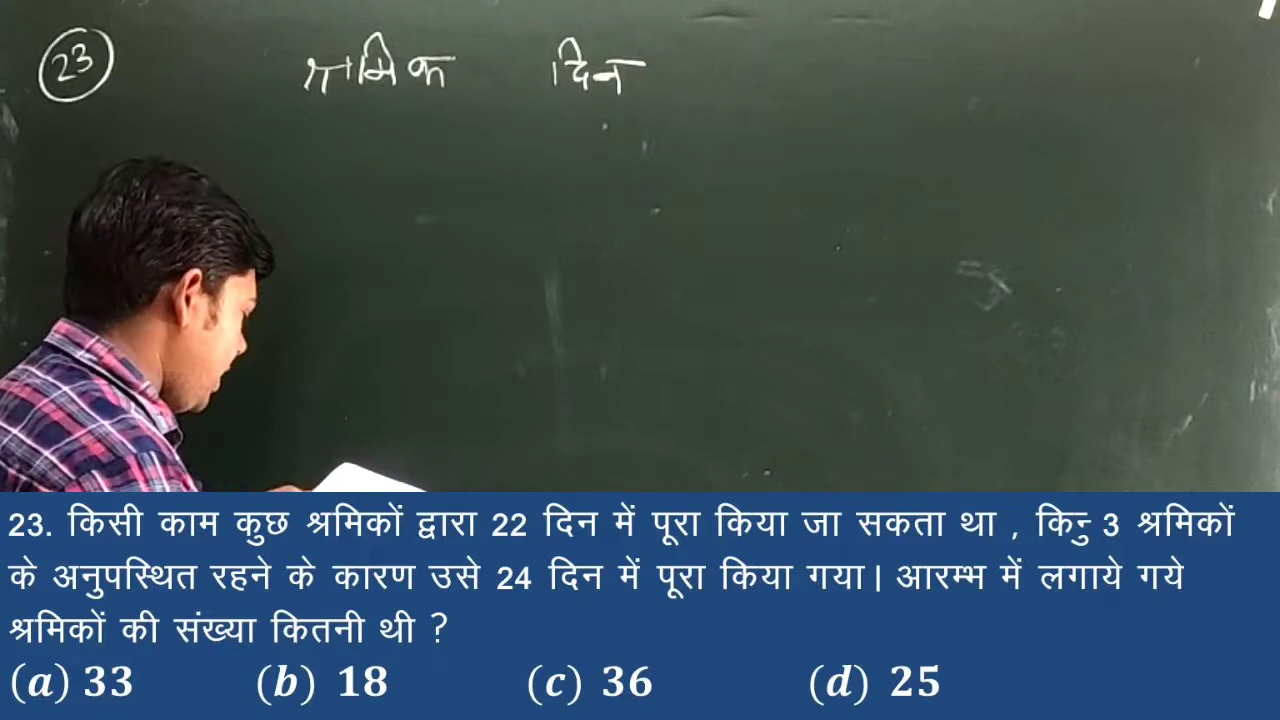 23 श्रमिक दिन
23. किसी काम कुछ श्रमिकों द्वारा 22 दिन में पूरा किया जा सकता था , किन्तु 3 श्रमिकों
के अनुपस्थित रहने के कारण उसे 24 दिन में पूरा किया गया। आरम्भ में लगाये गये
श्रमिकों की संख्या कितनी थी ?
(a) 33 (b) 18 (c) 36 (d) 25